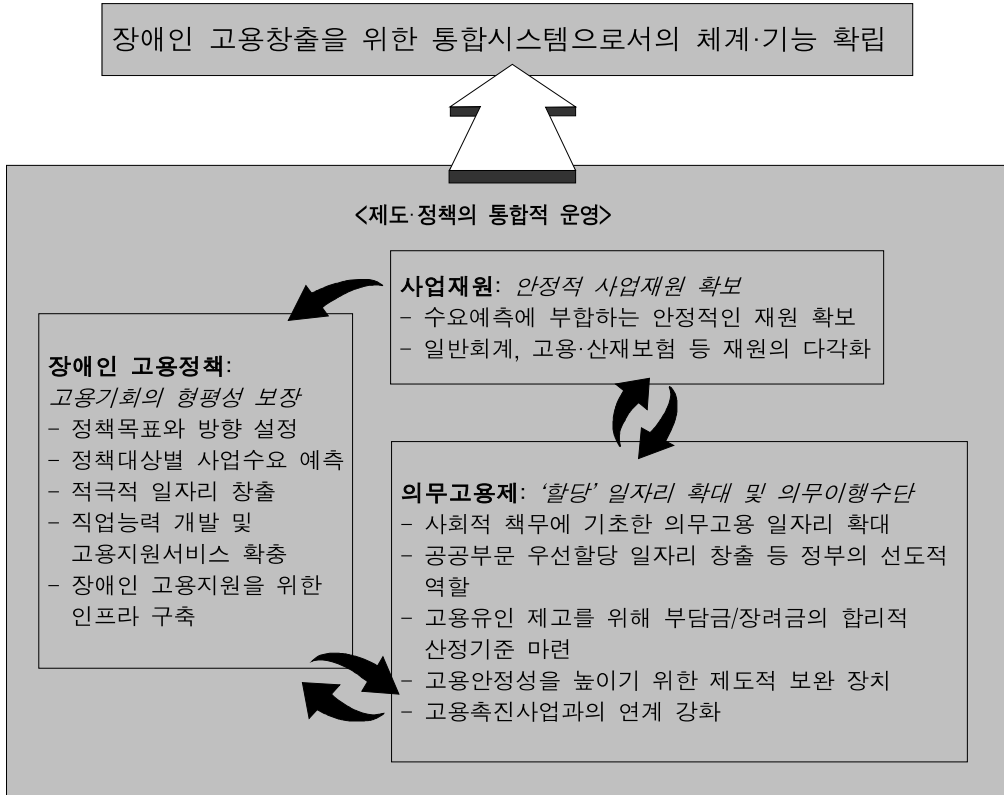 장애인 고용창출을 위한 통합시스템으로서의 체계·기능 확립
<제도·정책의 통합적 운영>
사업재원: 안정적 사업재원 확보
– 수요예측에 부합하는 안정적인 재원 확보
– 일반회계, 고용·산재보험 등 재원의 다각화
장애인 고용정책:
고용기회의 형평성 보장
– 정책목표와 방향 설정
– 정책대상별 사업수요 예측
– 적극적 일자리 창출
– 직업능력 개발 및
고용지원서비스 확충
– 장애인 고용지원을 위한
인프라 구축
의무고용제: ‘할당’ 일자리 확대 및 의무이행수단
– 사회적 책무에 기초한 의무고용 일자리 확대
– 공공부문 우선할당 일자리 창출 등 정부의 선도적
역할
– 고용유인 제고를 위해 부담금/장려금의 합리적
산정기준 마련
– 고용안정성을 높이기 위한 제도적 보완 장치
– 고용촉진사업과의 연계 강화